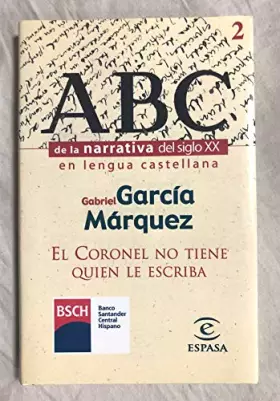 2
ABC
de la narrativa del siglo XX
en lengua castellana
Gabriel García
Márquez
EL CORONEL NO TIENE
QUIEN LE ESCRIBA
BSCH
Banco
Santander
Central
Hispano
e
ESPASA